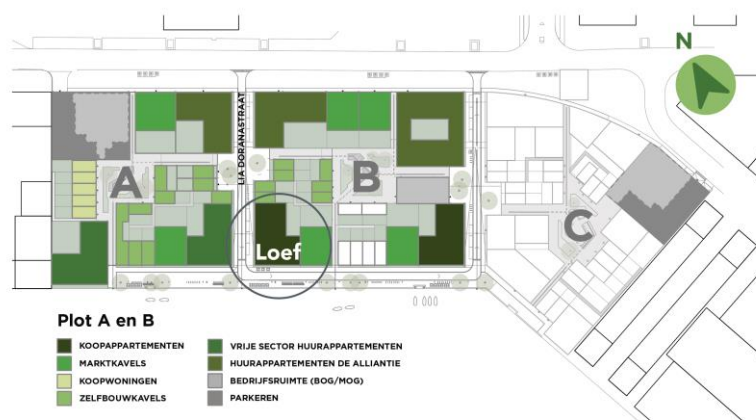 N
LIA DORANASTRAAT
A
B
C
Loef
Plot A en B
KOOPAPPARTEMENTEN
MARKTKAVELS
KOOPWONINGEN
ZELFBOUWKAVELS
VRIJE SECTOR HUURAPPARTEMENTEN
HUURAPPARTEMENTEN DE ALLIANTIE
BEDRIJFSRUIMTE (BOG/MOG)
PARKEREN